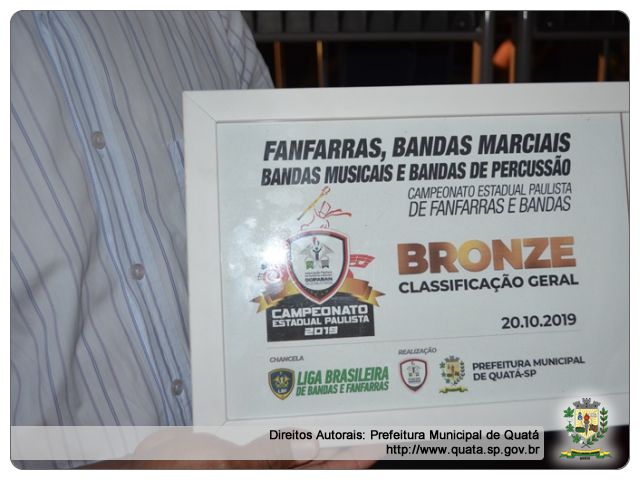 FANFARRAS, BANDAS MARCIAIS
BANDAS MUSICAIS E BANDAS DE PERCUSSÃO
CAMPEONATO ESTADUAL PAULISTA
DE FANFARRAS E BANDAS
BRONZE
CLASSIFICAÇÃO GERAL
20.10.2019
CAMPEONATO
ESTADUAL PAULISTA
2019
CHANCELA
LIGA BRASILEIRA
DE BANDAS E FANFARRAS
REALIZAÇÃO
PREFEITURA MUNICIPAL
DE QUATÁ-SP
Direitos Autorais: Prefeitura Municipal de Quatá
http://www.quata.sp.gov.br